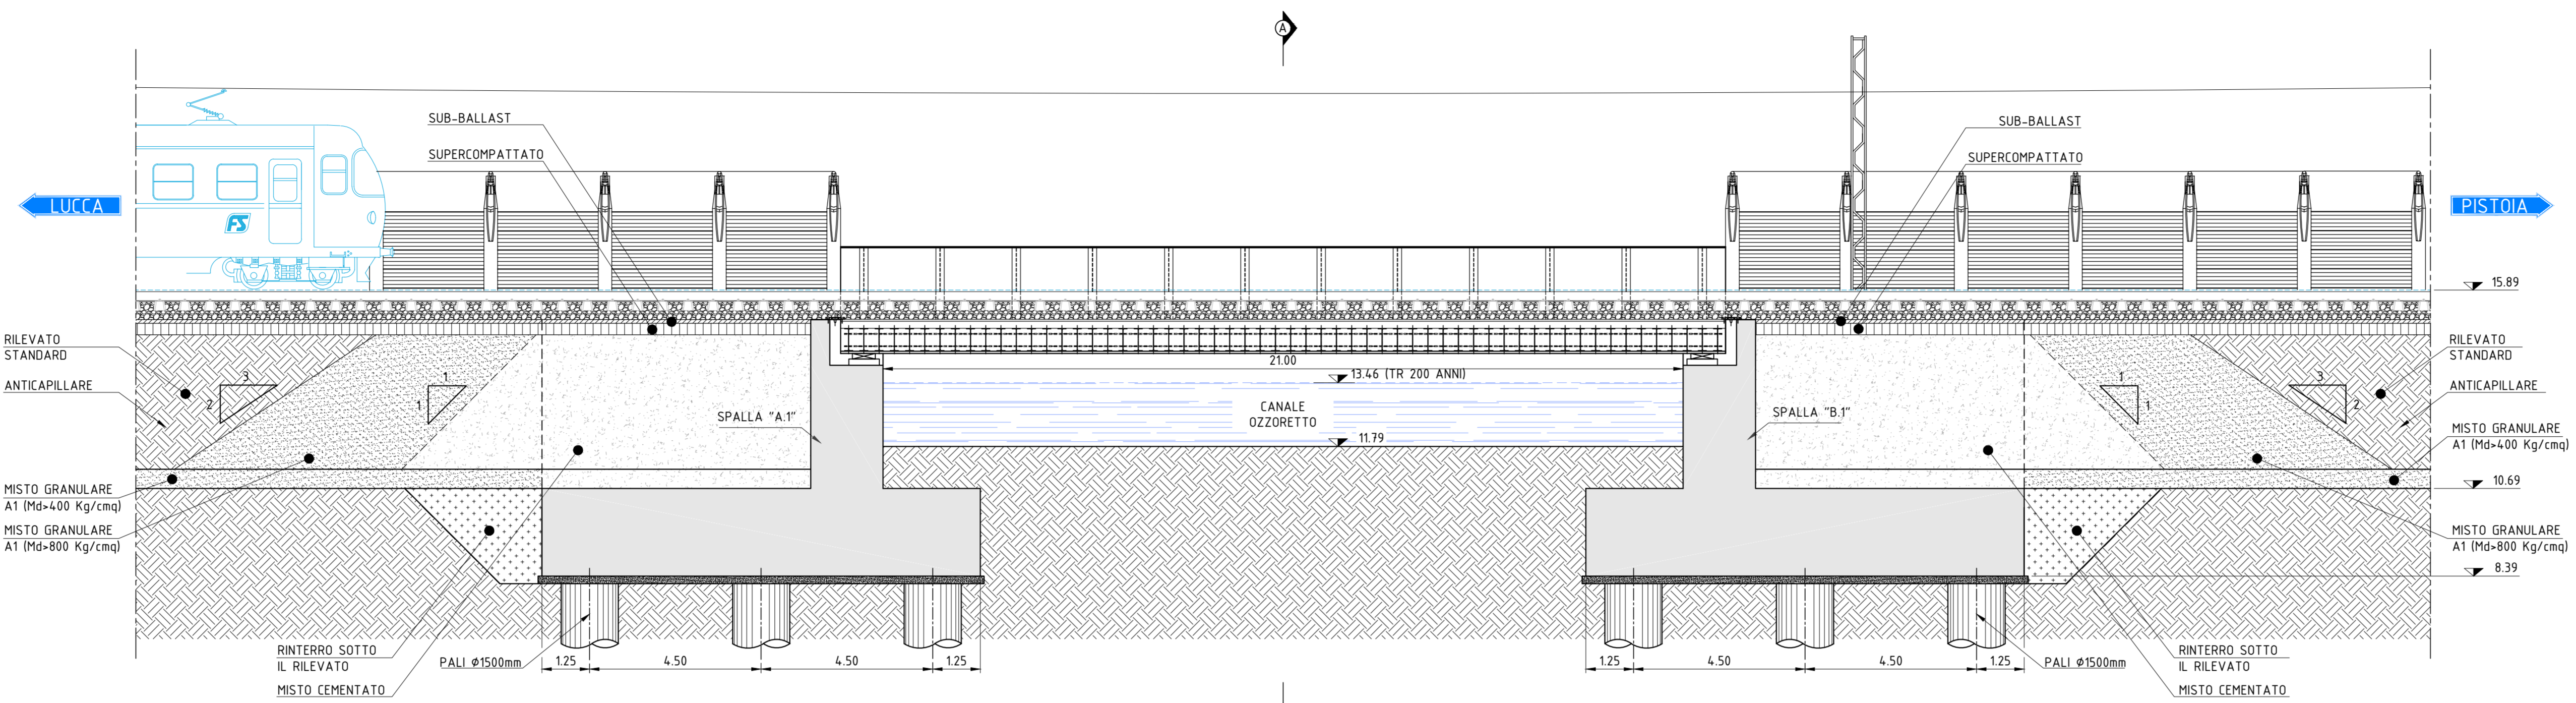 A
SUB-BALLAST
SUPERCOMPATTATO
SUB-BALLAST
SUPERCOMPATTATO
LUCCA
PISTOIA
FS
15.89
RILEVATO
STANDARD
ANTICAPILLARE
3
2
1
1
21.00
13.46 (TR 200 ANNI)
CANALE
OZZORETTO
11.79
SPALLA "A.1"
SPALLA "B.1"
1
1
3
2
RILEVATO
STANDARD
ANTICAPILLARE
MISTO GRANULARE
A1 (Md>400 Kg/cmq)
MISTO GRANULARE
A1 (Md>800 Kg/cmq)
MISTO GRANULARE
A1 (Md>400 Kg/cmq)
10.69
MISTO GRANULARE
A1 (Md>800 Kg/cmq)
8.39
RINTERRO SOTTO
IL RILEVATO
MISTO CEMENTATO
PALI Ø1500mm
1.25
4.50
4.50
1.25
1.25
4.50
4.50
1.25
PALI Ø1500mm
RINTERRO SOTTO
IL RILEVATO
MISTO CEMENTATO